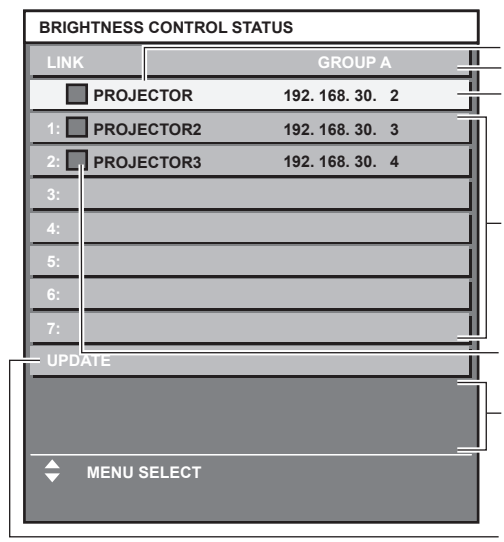 BRIGHTNESS CONTROL STATUS
LINK GROUP A
PROJECTOR 192. 168. 30. 2
1: PROJECTOR2 192. 168. 30. 3
2: PROJECTOR3 192. 168. 30. 4
3:
4:
5:
6:
7:
UPDATE
MENU SELECT